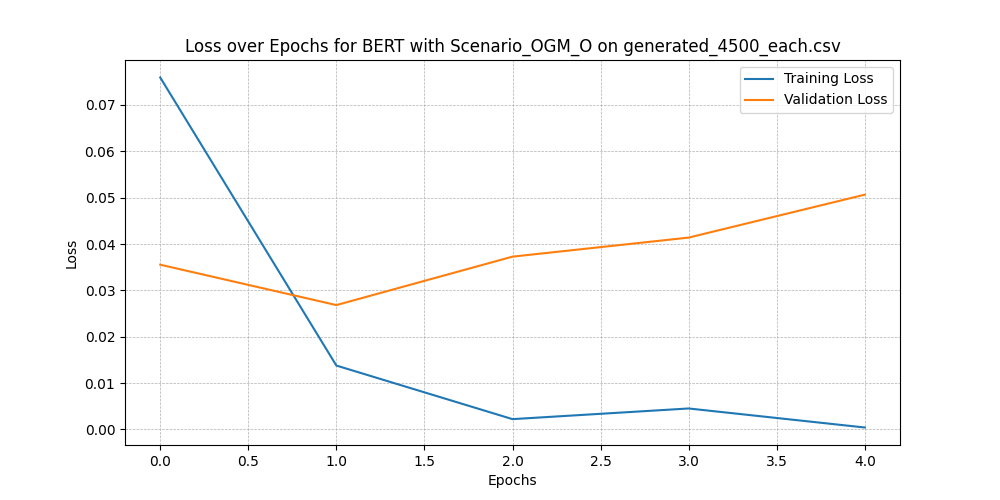 Loss over Epochs for BERT with Scenario_OGM_O on generated_4500_each.csv
Training Loss
Validation Loss
0.07
0.06
0.05
0.04
0.03
0.02
0.01
0.00
Loss
0.0 0.5 1.0 1.5 2.0 2.5 3.0 3.5 4.0
Epochs